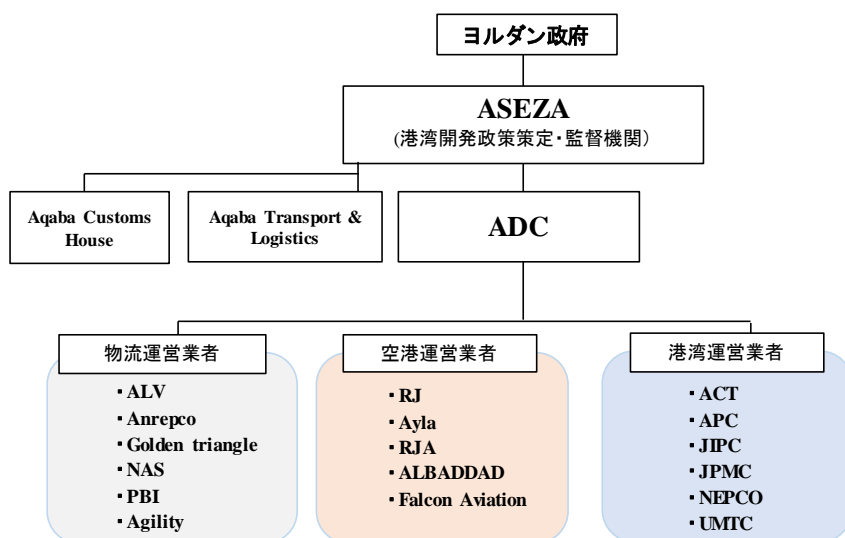 ヨルダン政府
ASEZA
(港湾開発政策策定・監督機関)
Aqaba Customs
House
Aqaba Transport &
Logistics
ADC
物流運営業者
・ALV
・Anrepco
・Golden triangle
・NAS
・PBI
・Agility
空港運営業者
・RJ
・Ayla
・RJA
・ALBADDAD
・Falcon Aviation
港湾運営業者
・ACT
・APC
・JIPC
・JPMC
・NEPCO
・UMTC